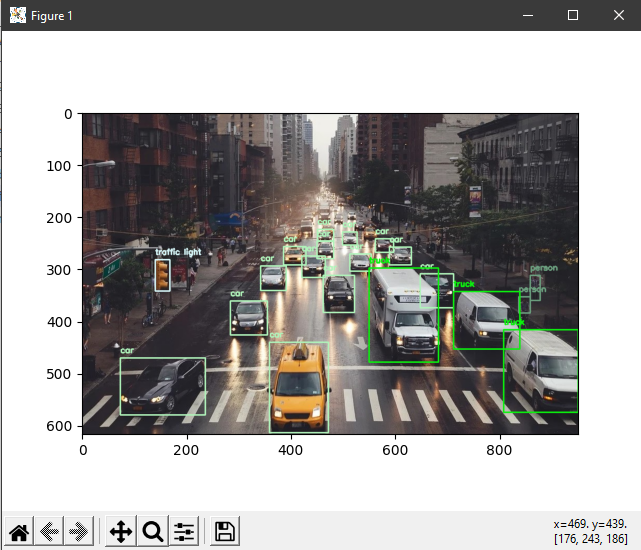 Figure 1
0
100
200
300
400
500
600
0
200
400
600
800
traffic light
car
car
car
car
car
car
car
car
car
truck
truck
person
person
x=469. y=439.
[176, 243, 186]